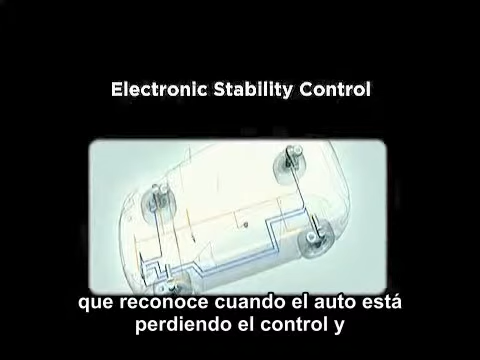 Electronic Stability Control
que reconoce cuando el auto está
perdiendo el control y